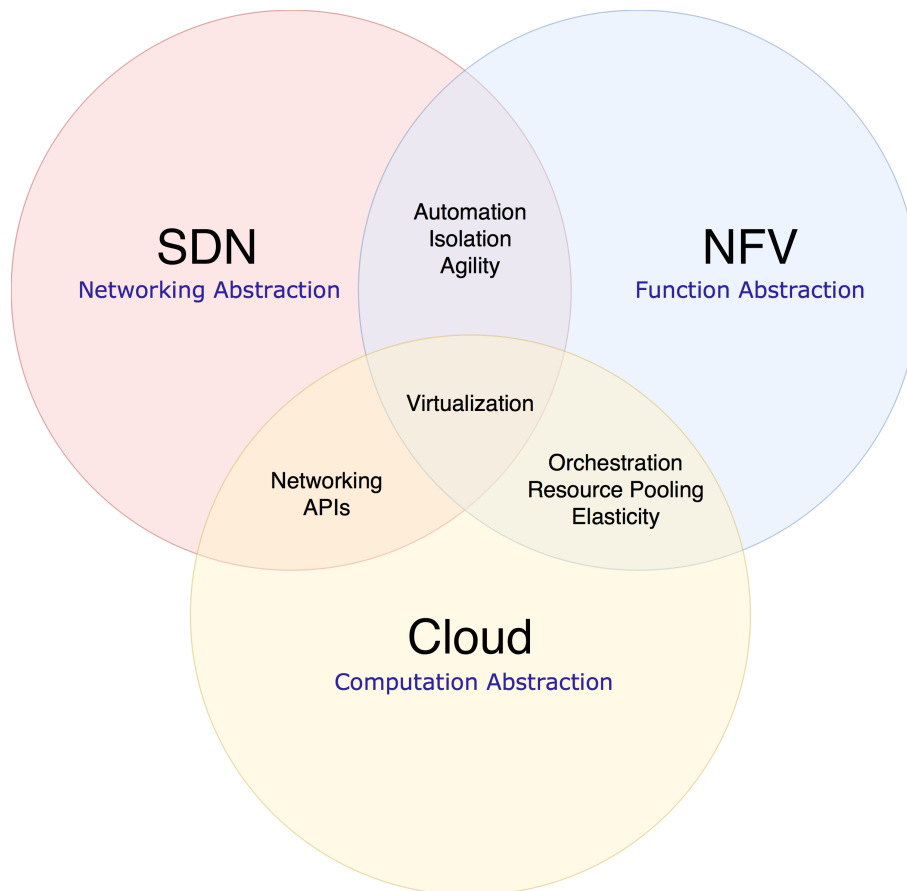 SDN
Networking Abstraction
NFV
Function Abstraction
Automation
Isolation
Agility
Virtualization
Networking
APIs
Orchestration
Resource Pooling
Elasticity
Cloud
Computation Abstraction